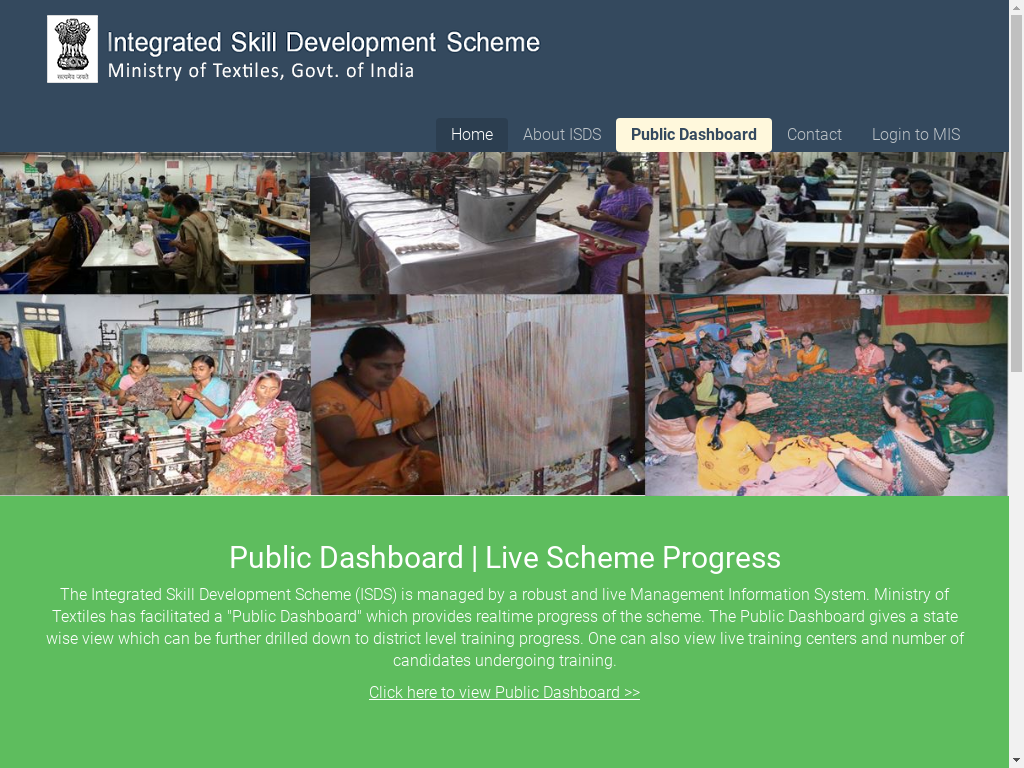 सत्यमेव जयते
Integrated Skill Development Scheme
Ministry of Textiles, Govt. of India
Home
About ISDS
Public Dashboard
Contact
Login to MIS
JUKI
Public Dashboard | Live Scheme Progress
The Integrated Skill Development Scheme (ISDS) is managed by a robust and live Management Information System. Ministry of
Textiles has facilitated a "Public Dashboard" which provides realtime progress of the scheme. The Public Dashboard gives a state
wise view which can be further drilled down to district level training progress. One can also view live training centers and number of
candidates undergoing training.
Click here to view Public Dashboard >>